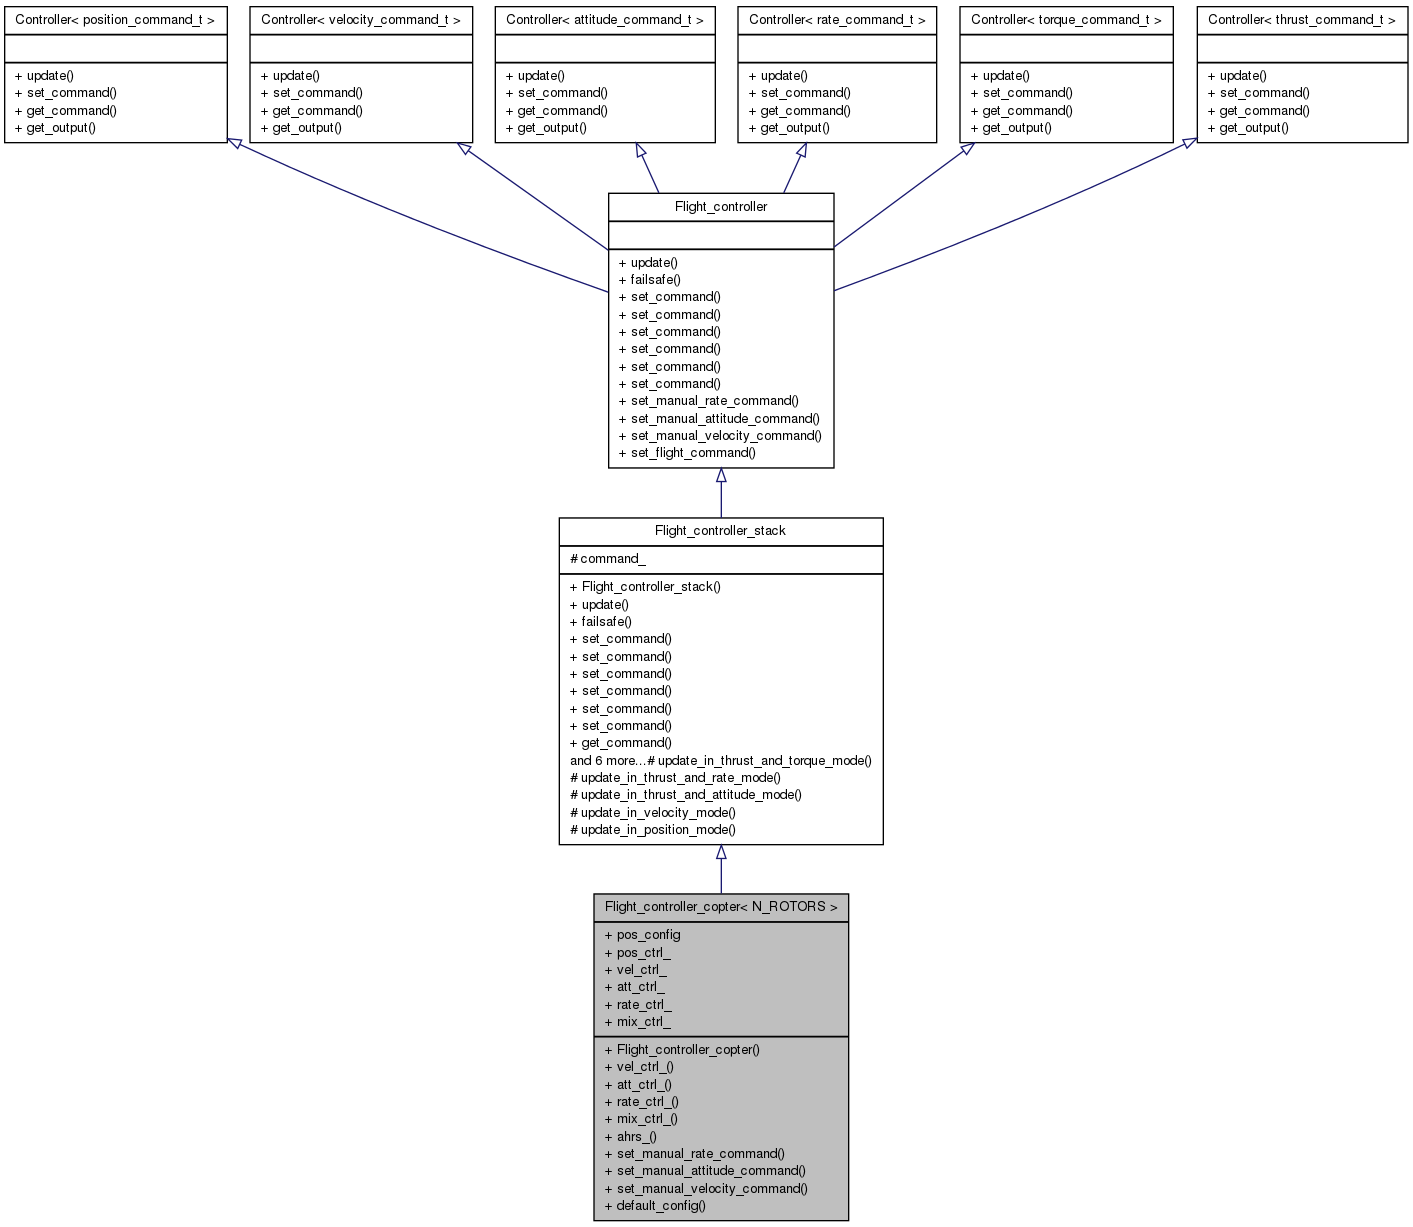 Controller< position_command_t >
+ update()
+ set_command()
+ get_command()
+ get_output()
Controller< velocity_command_t >
+ update()
+ set_command()
+ get_command()
+ get_output()
Controller< attitude_command_t >
+ update()
+ set_command()
+ get_command()
+ get_output()
Controller< rate_command_t >
+ update()
+ set_command()
+ get_command()
+ get_output()
Controller< torque_command_t >
+ update()
+ set_command()
+ get_command()
+ get_output()
Controller< thrust_command_t >
+ update()
+ set_command()
+ get_command()
+ get_output()
Flight_controller
+ update()
+ failsafe()
+ set_command()
+ set_command()
+ set_command()
+ set_command()
+ set_command()
+ set_command()
+ set_manual_rate_command()
+ set_manual_attitude_command()
+ set_manual_velocity_command()
+ set_flight_command()
Flight_controller_stack
# command_
+ Flight_controller_stack()
+ update()
+ failsafe()
+ set_command()
+ set_command()
+ set_command()
+ set_command()
+ set_command()
+ set_command()
+ get_command()
and 6 more...# update_in_thrust_and_torque_mode()
# update_in_thrust_and_rate_mode()
# update_in_thrust_and_attitude_mode()
# update_in_velocity_mode()
# update_in_position_mode()
Flight_controller_copter< N_ROTORS >
+ pos_config
+ pos_ctrl_
+ vel_ctrl_
+ att_ctrl_
+ rate_ctrl_
+ mix_ctrl_
+ Flight_controller_copter()
+ vel_ctrl_()
+ att_ctrl_()
+ rate_ctrl_()
+ mix_ctrl_()
+ ahrs_()
+ set_manual_rate_command()
+ set_manual_attitude_command()
+ set_manual_velocity_command()
+ default_config()